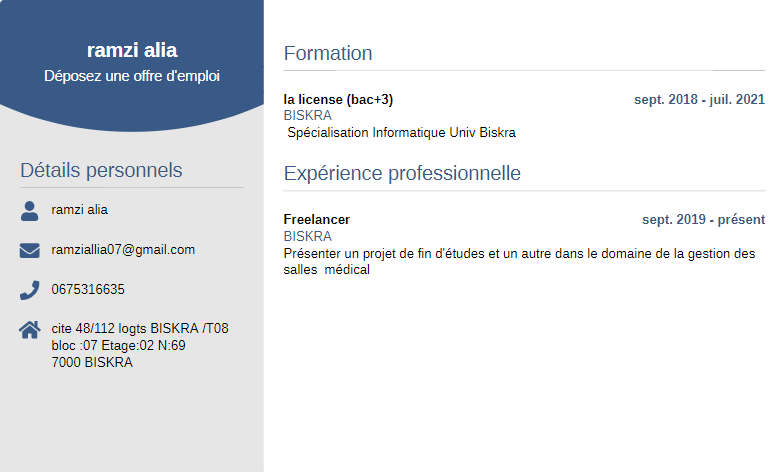 ramzi alia
Déposez une offre d'emploi
Détails personnels
ramzi alia
ramziallia07@gmail.com
0675316635
cite 48/112 logts BISKRA /T08
bloc :07 Etage:02 N:69
7000 BISKRA
Formation
la license (bac+3) sept. 2018 - juil. 2021
BISKRA
Spécialisation Informatique Univ Biskra
Expérience professionnelle
Freelancer sept. 2019 - présent
BISKRA
Présenter un projet de fin d'études et un autre dans le domaine de la gestion des
salles médical